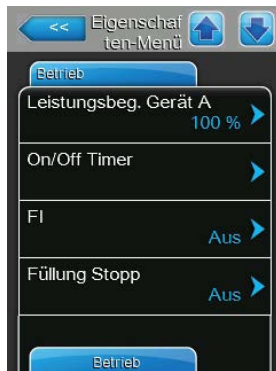 << Eigenschaf
ten-Menü
Betrieb
Leistungsbeg. Gerät A
100 %
On/Off Timer
FI
Aus
Füllung Stopp
Aus
Betrieb